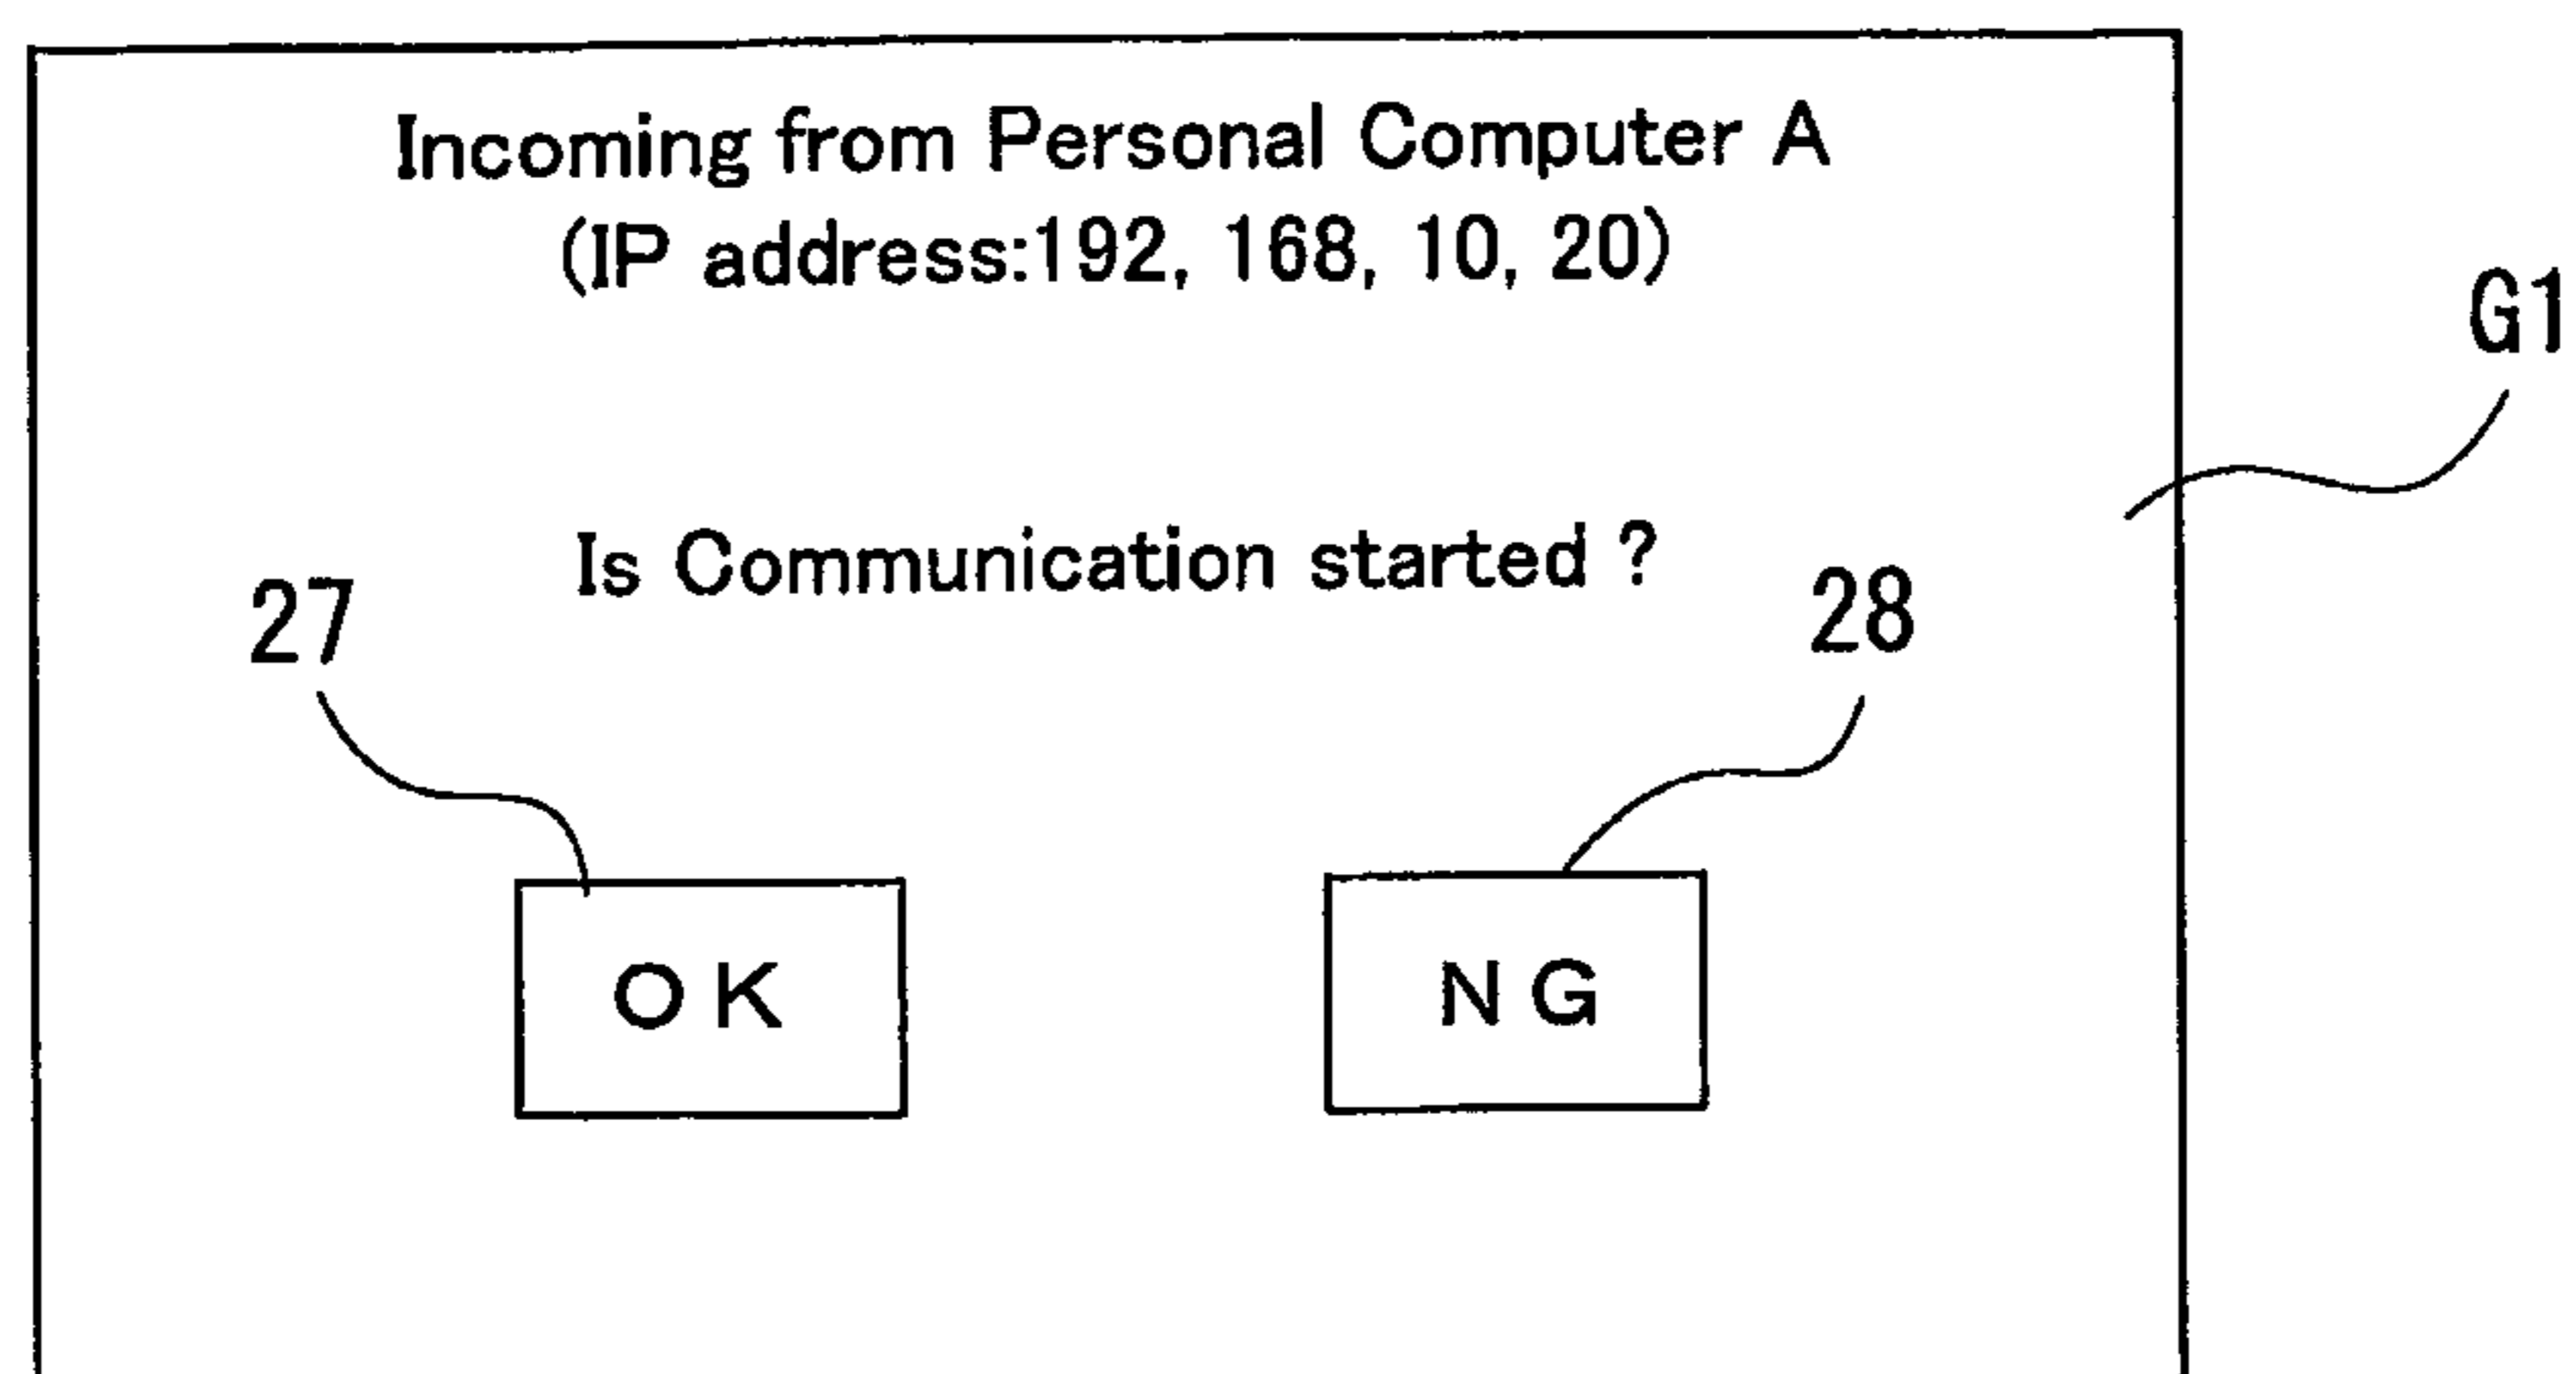 Incoming from Personal Computer A
(IP address:192, 168, 10, 20)
G1
Is Communication started ?
27
28
OK
NG